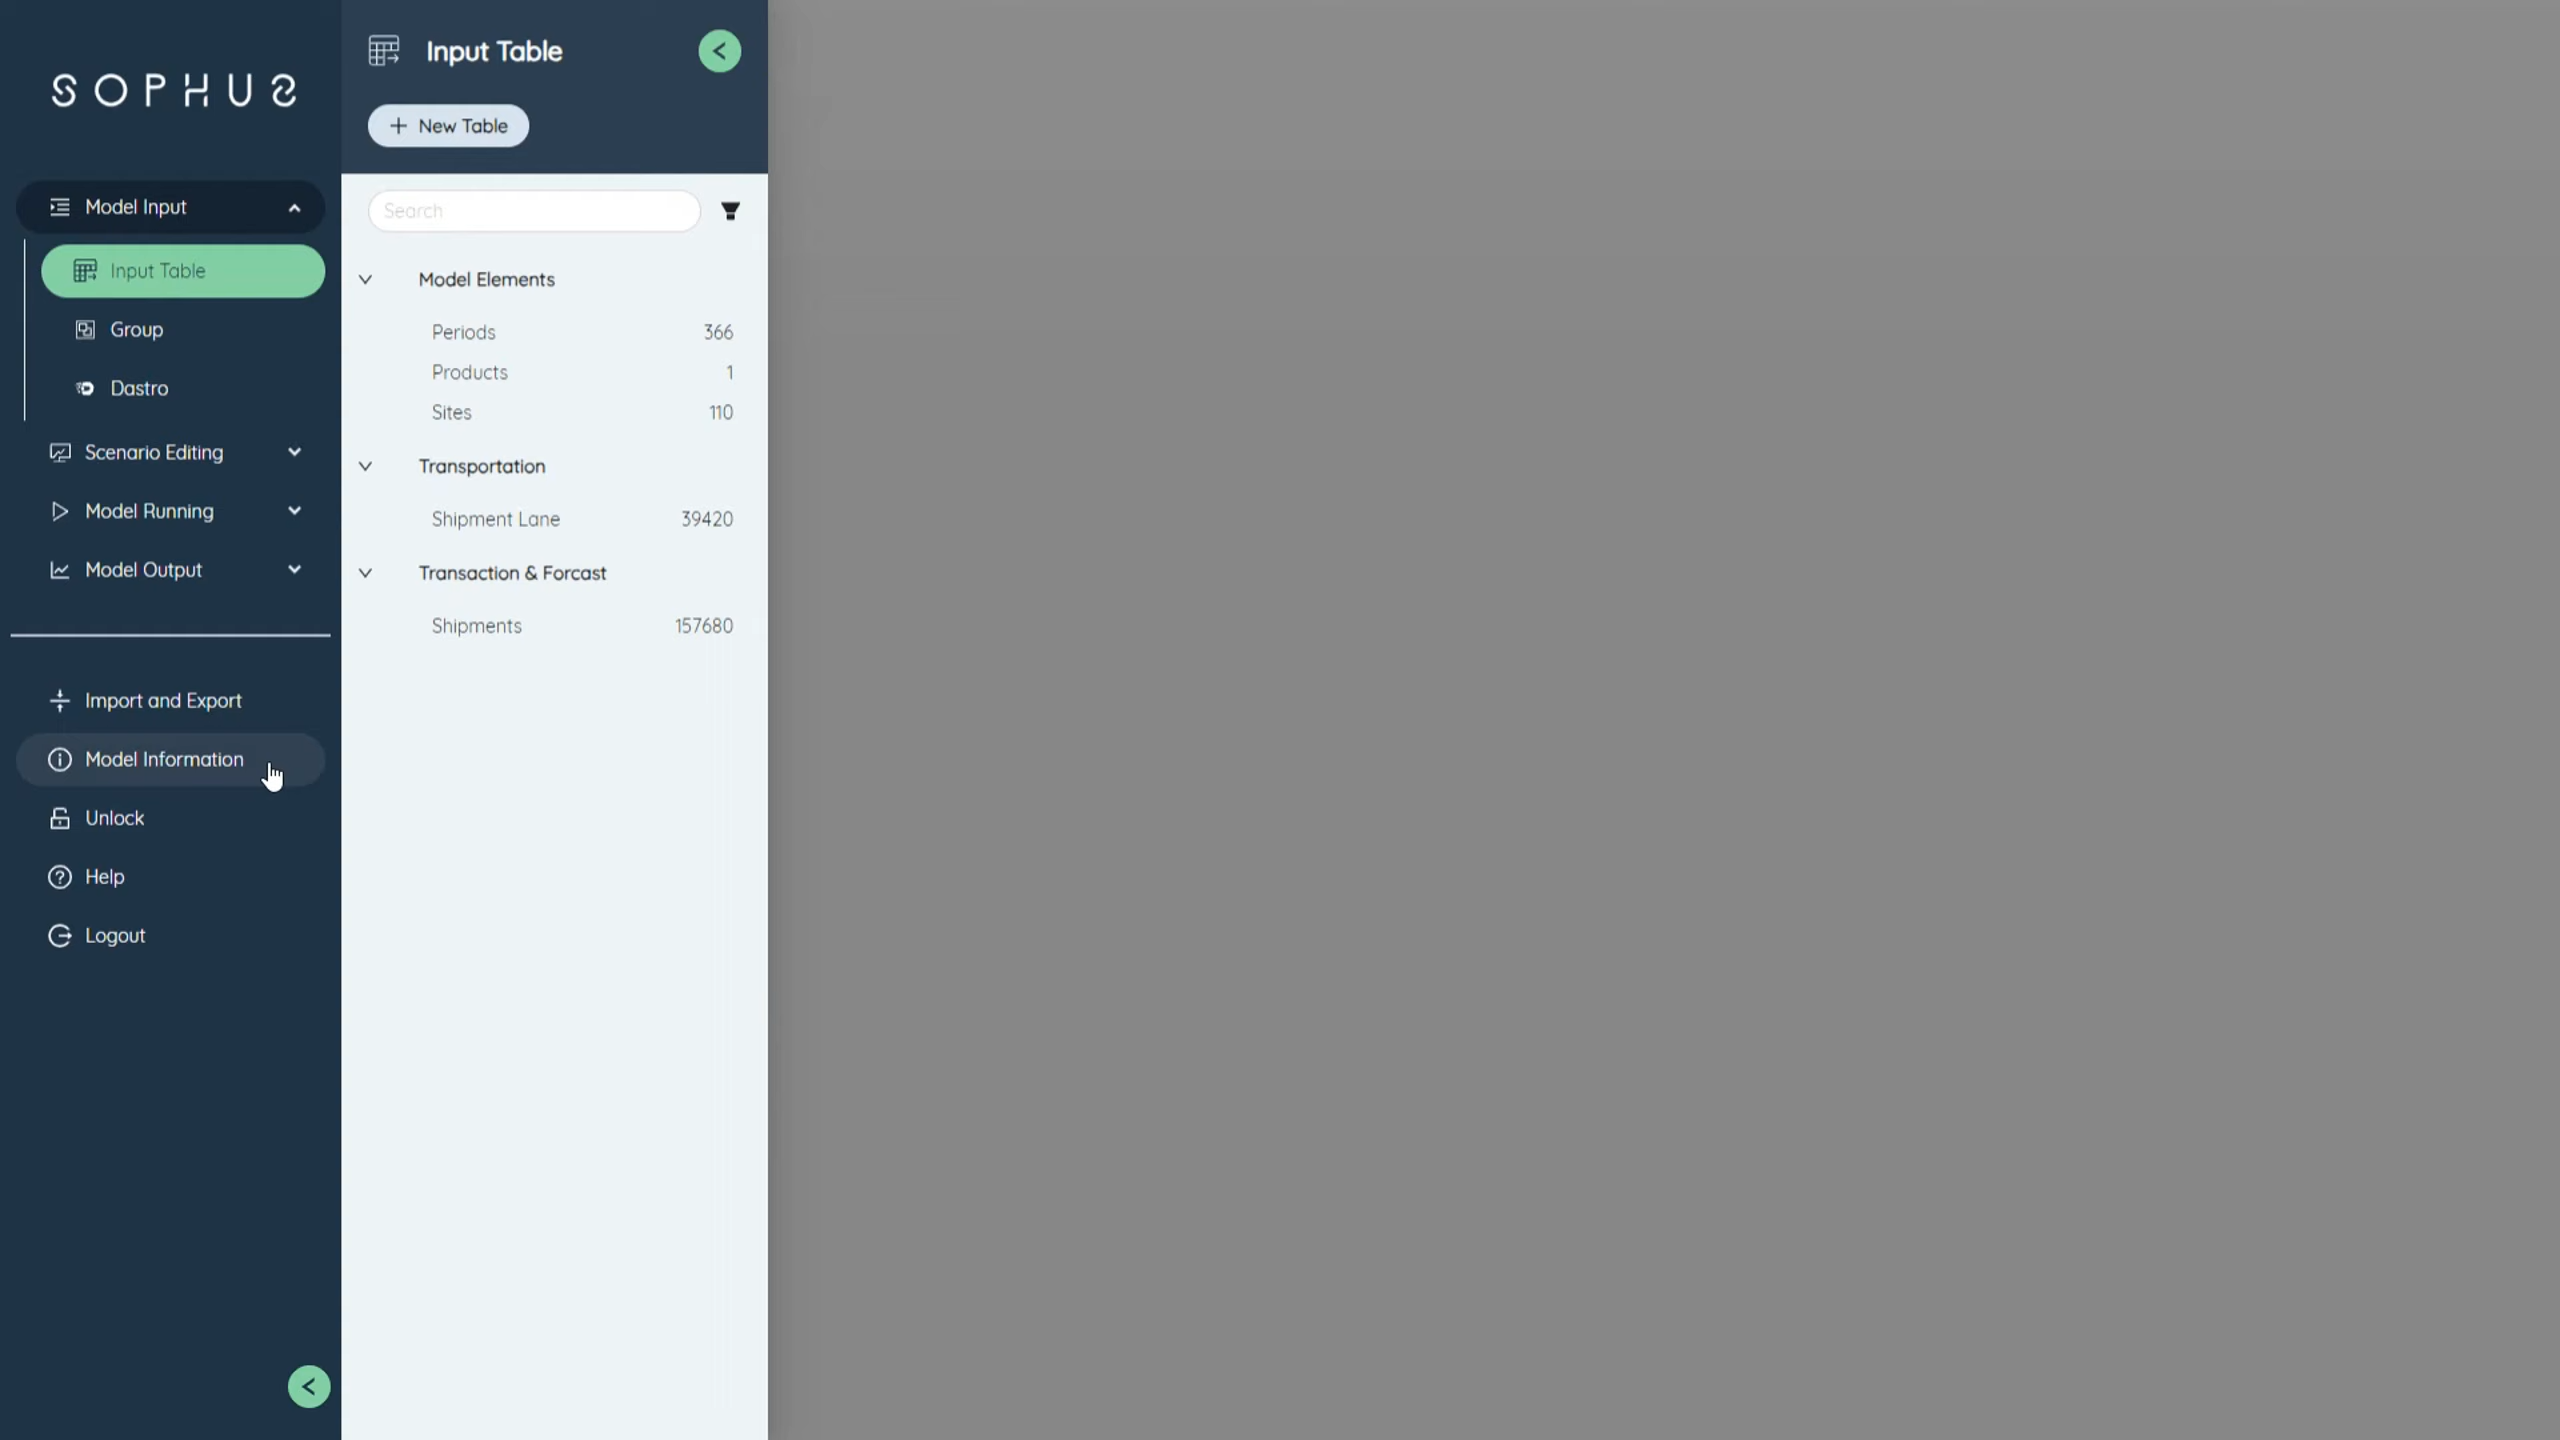 SOPHUS
Model Input
Input Table
Group
Dastro
Scenario Editing
Model Running
Model Output
Import and Export
Model Information
Unlock
Help
Logout
Input Table
+ New Table
Search
Model Elements
Periods 366
Products 1
Sites 110
Transportation
Shipment Lane 39420
Transaction & Forcast
Shipments 157680